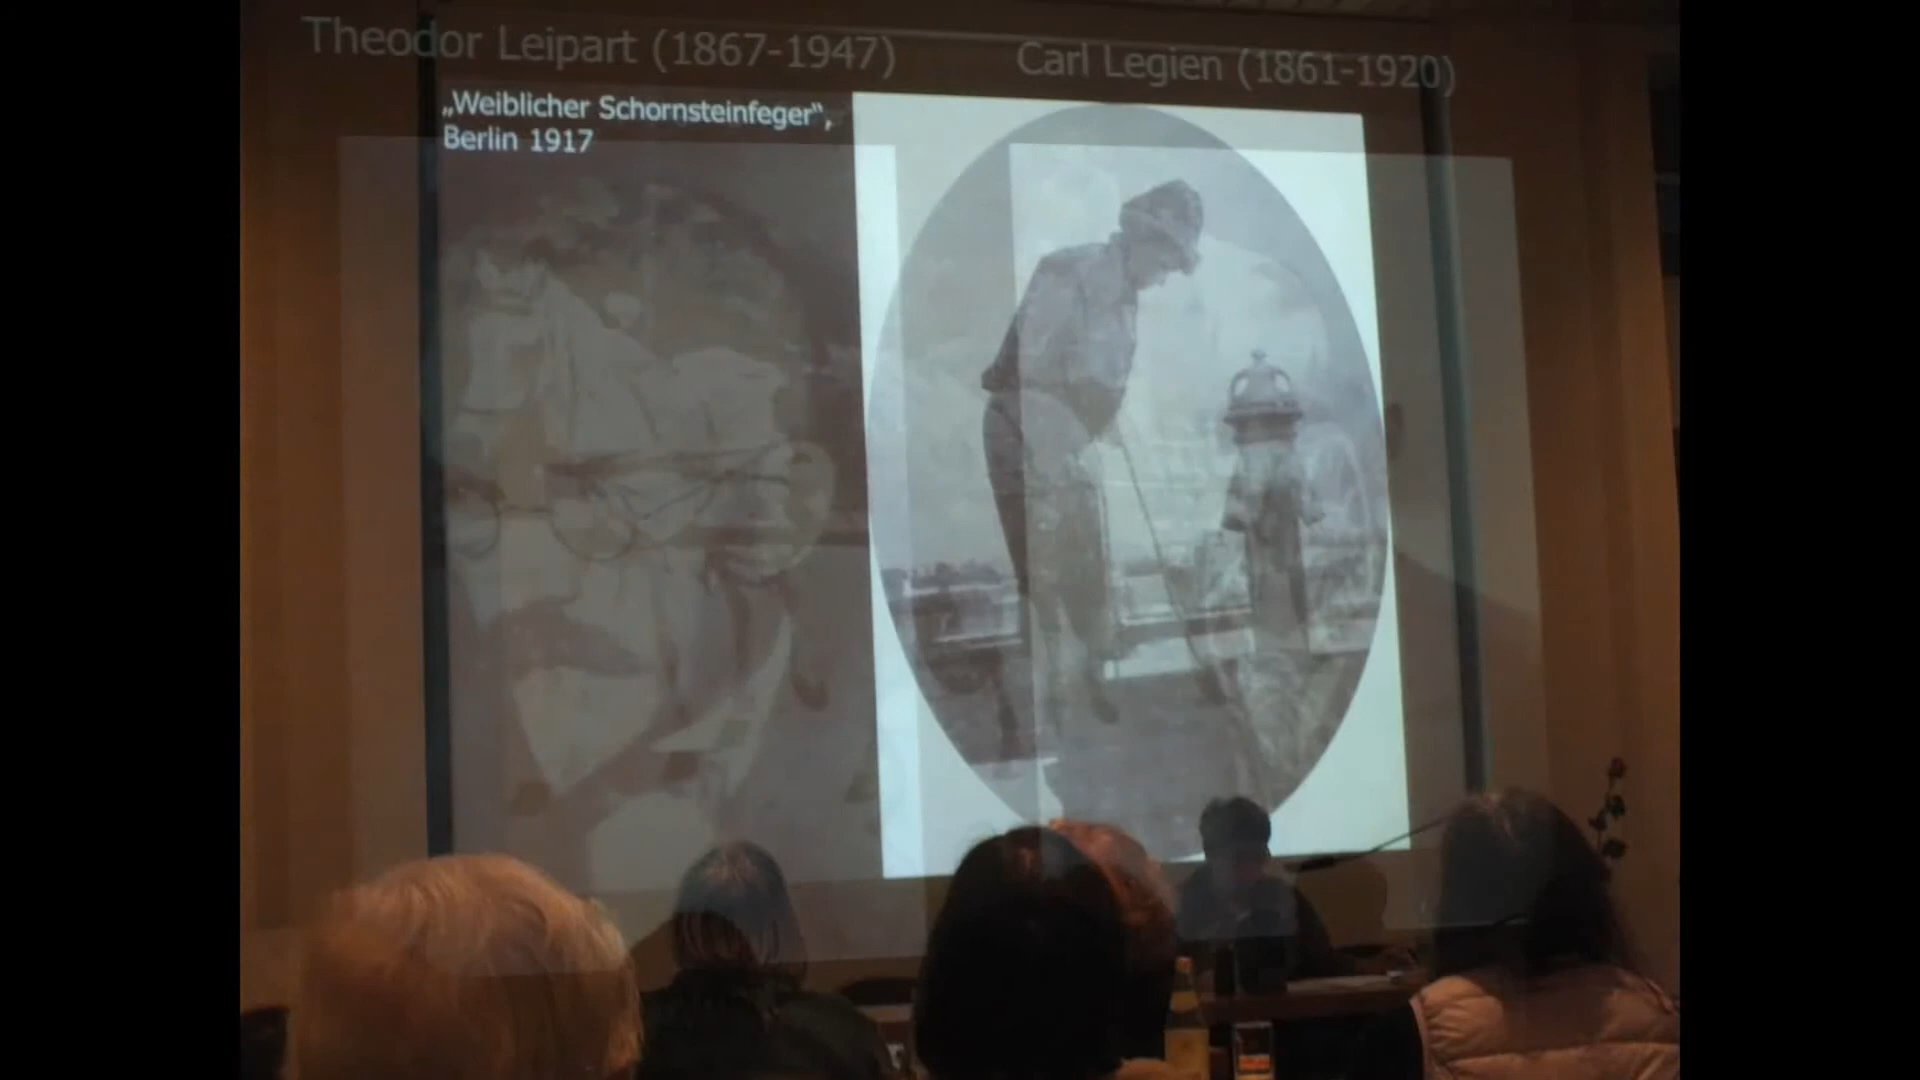 Theodor Leipart (1867-1947)
Carl Legien (1861-1920)
„Weiblicher Schornsteinfeger“,
Berlin 1917